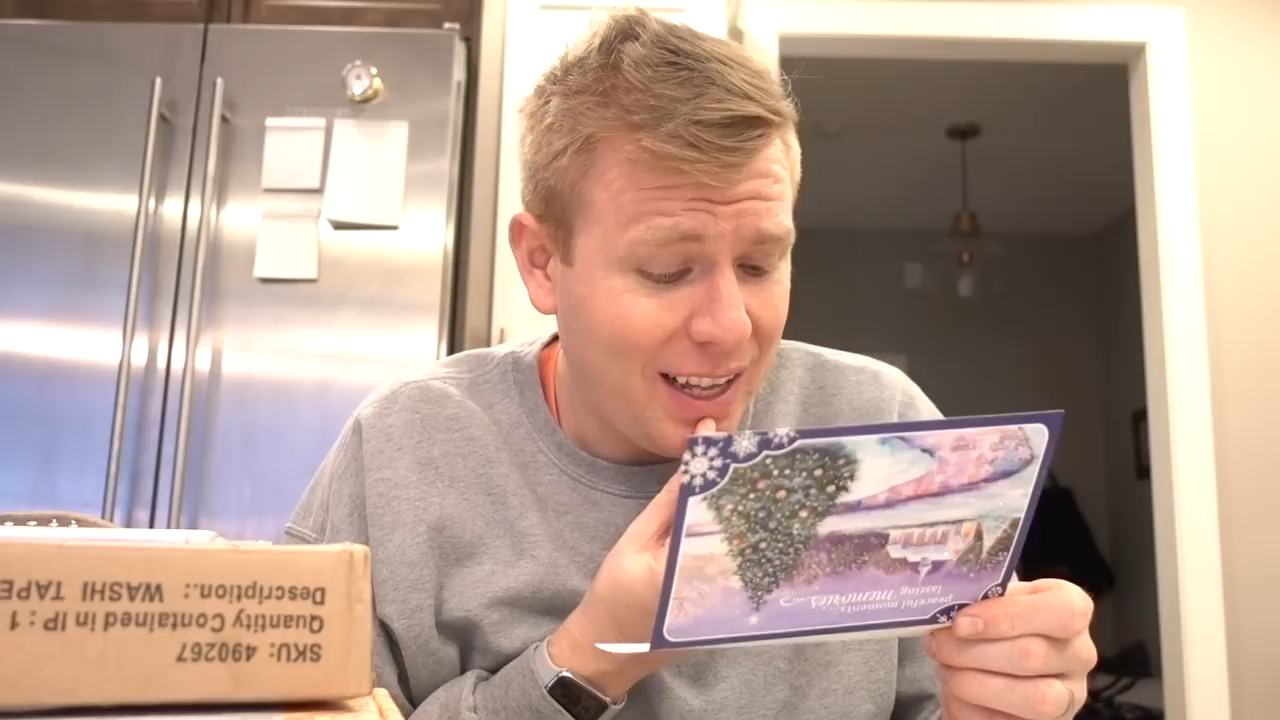 SKU: 490267
Quantity Contained in IP : 1
Description.: WASHI TAPE
peaceful moments...
lasting memories